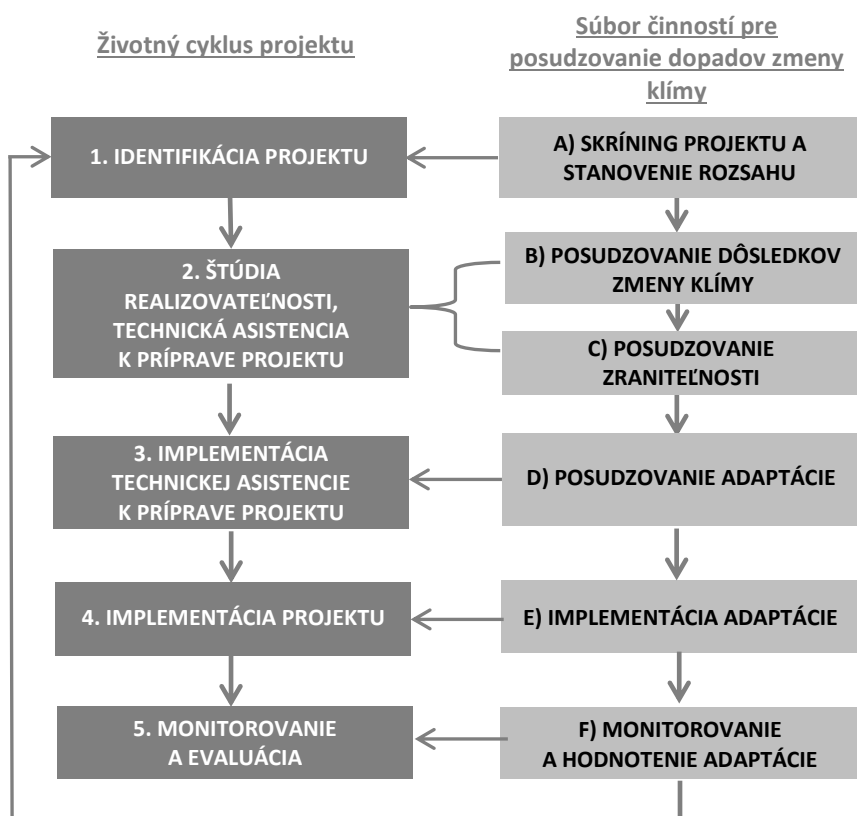 Životný cyklus projektu
Súbor činností pre
posudzovanie dopadov zmeny
klímy
1. IDENTIFIKÁCIA PROJEKTU
A) SKRÍNING PROJEKTU A
STANOVENIE ROZSAHU
2. ŠTÚDIA
REALIZOVATEĽNOSTI,
TECHNICKÁ ASISTENCIA
K PRÍPRAVE PROJEKTU
B) POSUDZOVANIE DÔSLEDKOV
ZMENY KLÍMY
C) POSUDZOVANIE
ZRANITEĽNOSTI
3. IMPLEMENTÁCIA
TECHNICKEJ ASISTENCIE
K PRÍPRAVE PROJEKTU
D) POSUDZOVANIE ADAPTÁCIE
4. IMPLEMENTÁCIA PROJEKTU
E) IMPLEMENTÁCIA ADAPTÁCIE
5. MONITOROVANIE
A EVALUÁCIA
F) MONITOROVANIE
A HODNOTENIE ADAPTÁCIE